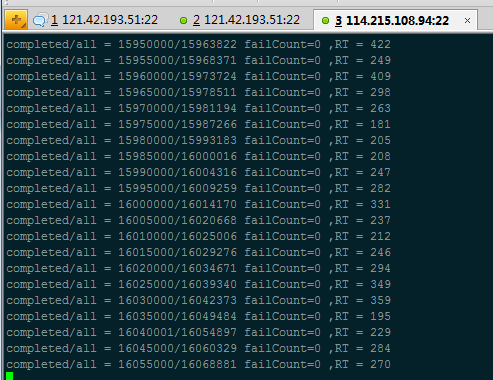 1 121.42.193.51:22 2 121.42.193.51:22 3 114.215.108.94:22 ×
completed/all = 15950000/15963822 failCount=0 ,RT = 422
completed/all = 15955000/15968371 failCount=0 ,RT = 249
completed/all = 15960000/15973724 failCount=0 ,RT = 409
completed/all = 15965000/15978511 failCount=0 ,RT = 298
completed/all = 15970000/15981194 failCount=0 ,RT = 263
completed/all = 15975000/15987266 failCount=0 ,RT = 181
completed/all = 15980000/15993183 failCount=0 ,RT = 205
completed/all = 15985000/16000016 failCount=0 ,RT = 208
completed/all = 15990000/16004316 failCount=0 ,RT = 247
completed/all = 15995000/16009259 failCount=0 ,RT = 282
completed/all = 16000000/16014170 failCount=0 ,RT = 331
completed/all = 16005000/16020668 failCount=0 ,RT = 237
completed/all = 16010000/16025006 failCount=0 ,RT = 212
completed/all = 16015000/16029276 failCount=0 ,RT = 246
completed/all = 16020000/16034671 failCount=0 ,RT = 294
completed/all = 16025000/16039340 failCount=0 ,RT = 349
completed/all = 16030000/16042373 failCount=0 ,RT = 359
completed/all = 16035000/16049484 failCount=0 ,RT = 195
completed/all = 16040001/16054897 failCount=0 ,RT = 229
completed/all = 16045000/16060329 failCount=0 ,RT = 284
completed/all = 16055000/16068881 failCount=0 ,RT = 270